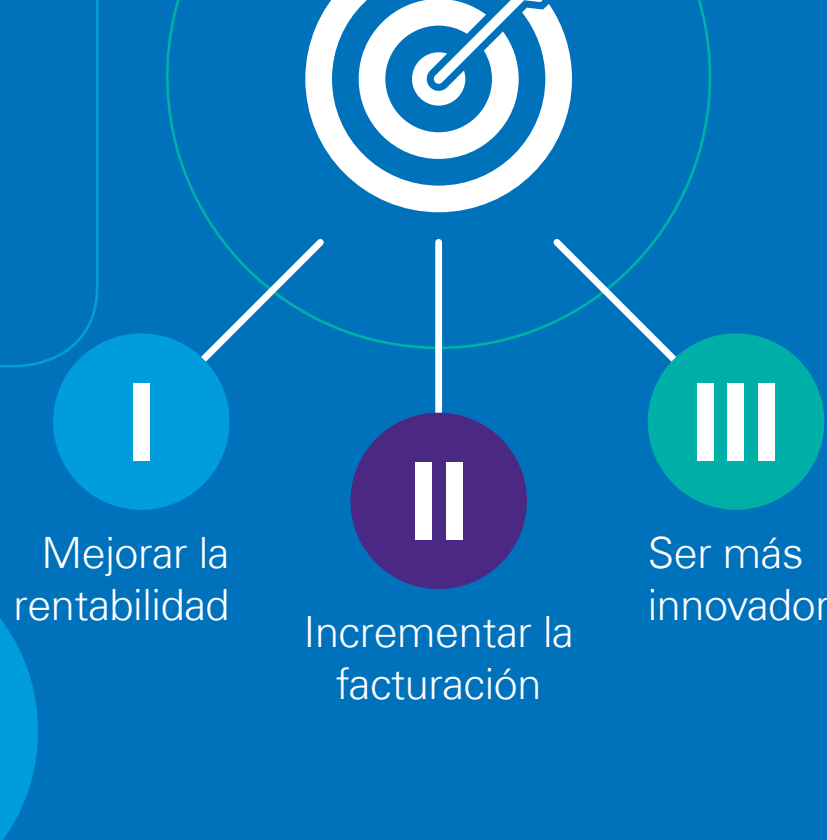 I
Mejorar la
rentabilidad
II
Incrementar la
facturación
III
Ser más
innovador